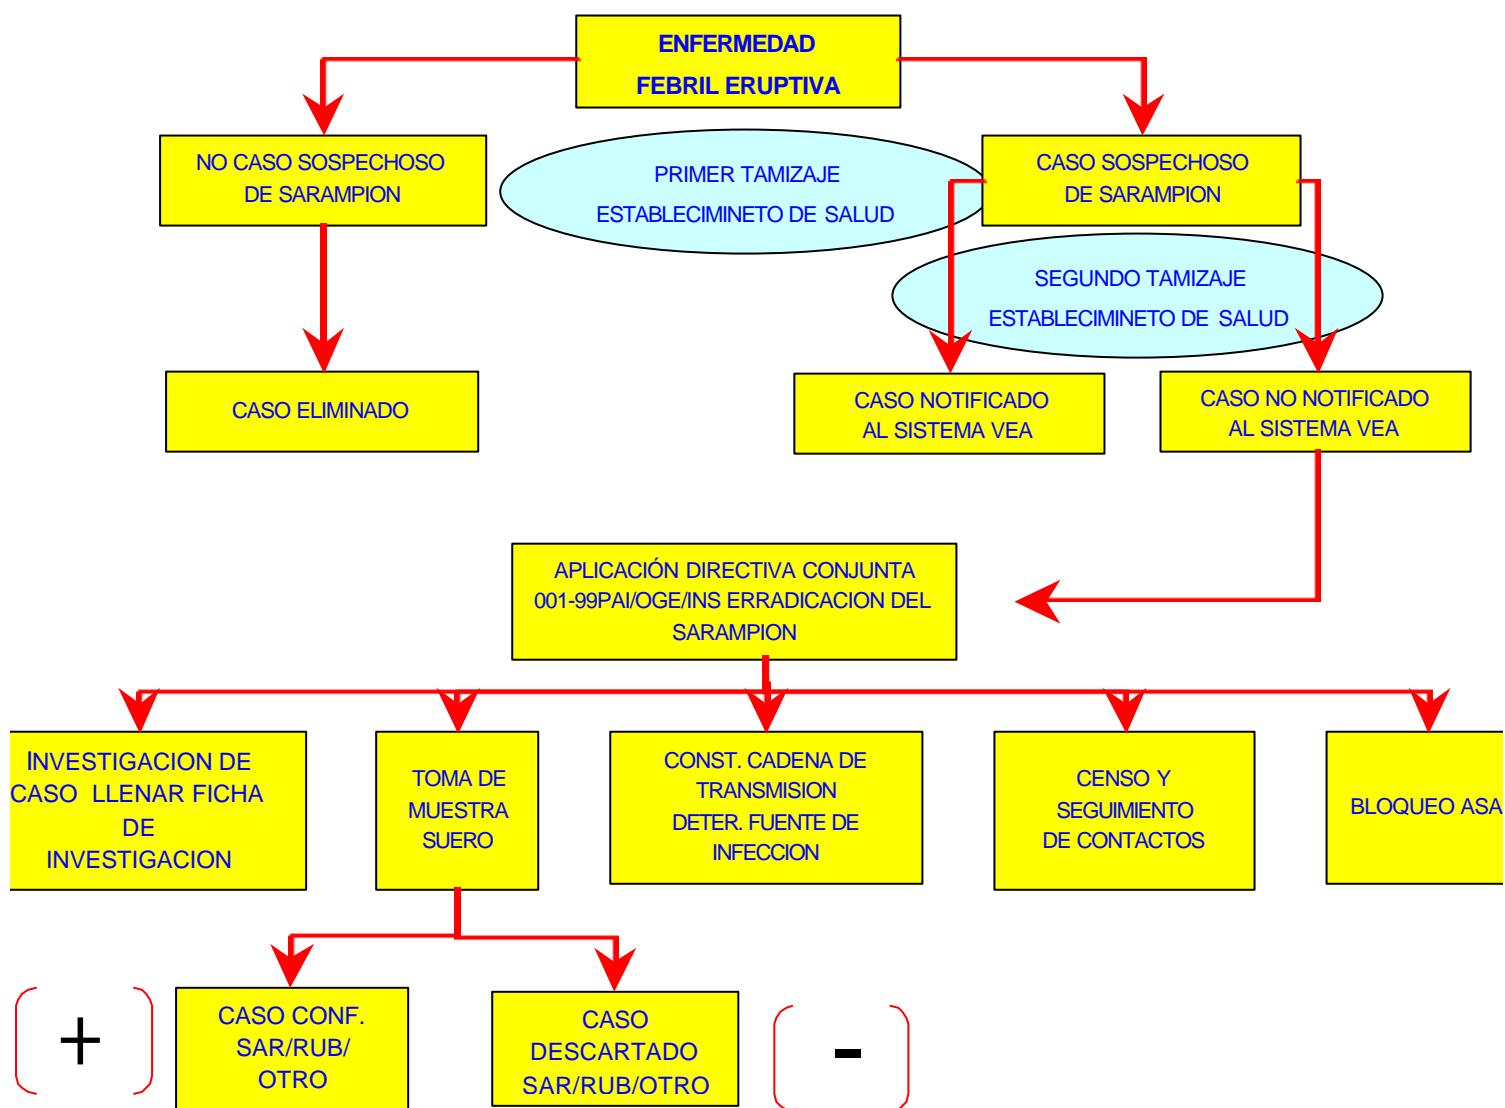 ENFERMEDAD
FEBRIL ERUPTIVA
NO CASO SOSPECHOSO
DE SARAMPION
PRIMER TAMIZAJE
ESTABLECIMINETO DE SALUD
CASO SOSPECHOSO
DE SARAMPION
SEGUNDO TAMIZAJE
ESTABLECIMINETO DE SALUD
CASO ELIMINADO
CASO NOTIFICADO
AL SISTEMA VEA
CASO NO NOTIFICADO
AL SISTEMA VEA
APLICACIÓN DIRECTIVA CONJUNTA
001-99PAI/OGE/INS ERRADICACION DEL
SARAMPION
INVESTIGACION DE
CASO LLENAR FICHA
DE
INVESTIGACION
TOMA DE
MUESTRA
SUERO
CONST. CADENA DE
TRANSMISION
DETER. FUENTE DE
INFECCION
CENSO Y
SEGUIMIENTO
DE CONTACTOS
BLOQUEO ASA
+
CASO CONF.
SAR/RUB/
OTRO
CASO
DESCARTADO
SAR/RUB/OTRO
-